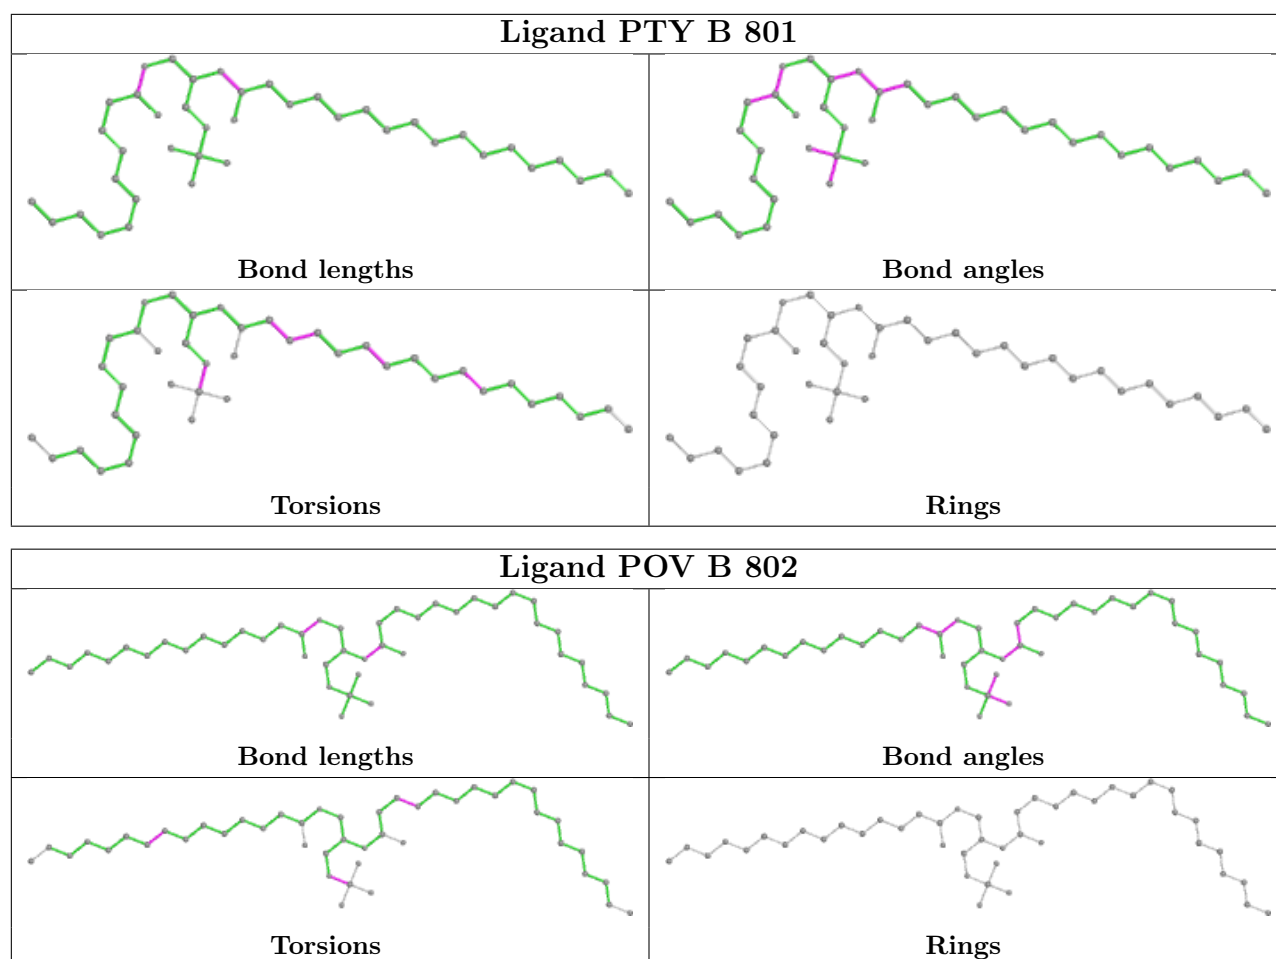 Ligand PTY B 801
Bond lengths
Bond angles
Torsions
Rings
Ligand POV B 802
Bond lengths
Bond angles
Torsions
Rings